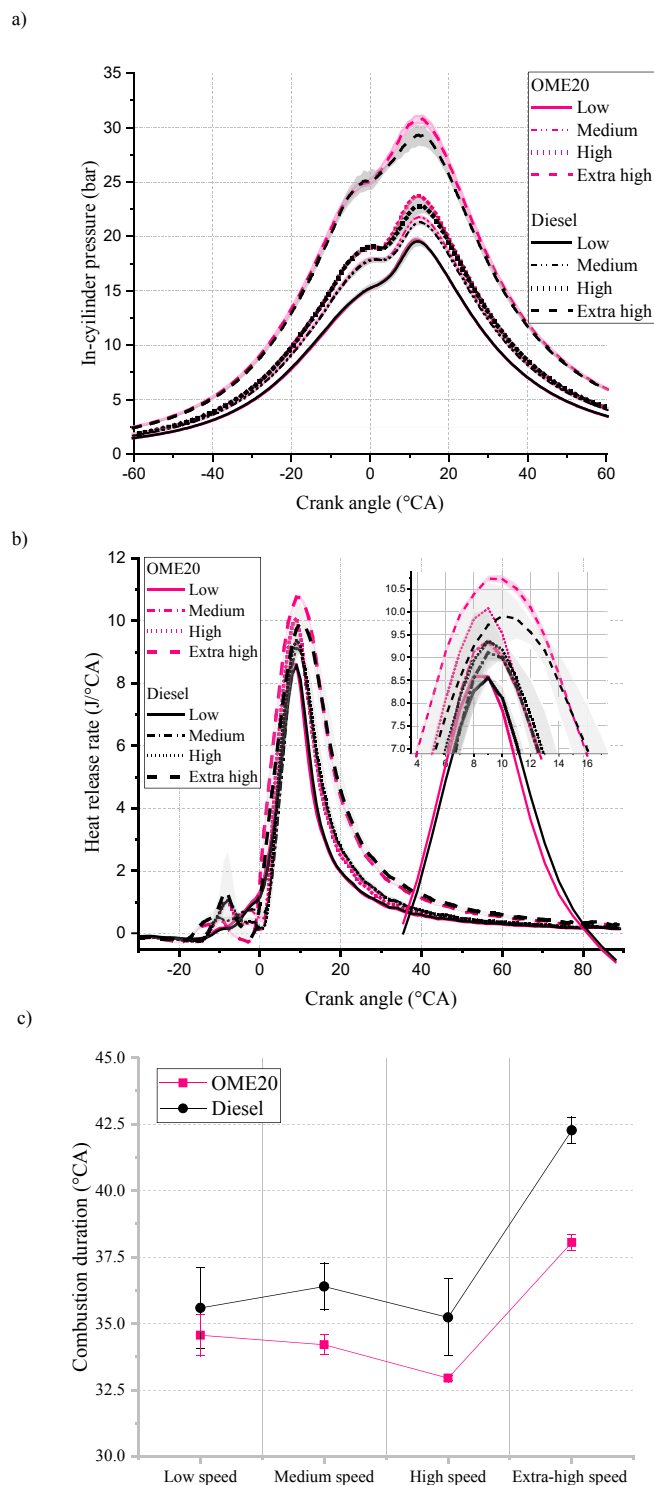 a)
35
30
25
20
15
10
5
0
In-cyilinder pressure (bar)
-60
-40
-20
0
20
40
60
Crank angle (°CA)
OME20
Low
Medium
High
Extra high
Diesel
Low
Medium
High
Extra high
b)
12
10
8
6
4
2
0
Heat release rate (J/°CA)
-20
0
20
40
60
80
Crank angle (°CA)
OME20
Low
Medium
High
Extra high
Diesel
Low
Medium
High
Extra high
10.5
10.0
9.5
9.0
8.5
8.0
7.5
7.0
4
6
8
10
12
14
16
c)
45.0
42.5
40.0
37.5
35.0
32.5
30.0
Combustion duration (°CA)
OME20
Diesel
Low speed
Medium speed
High speed
Extra-high speed